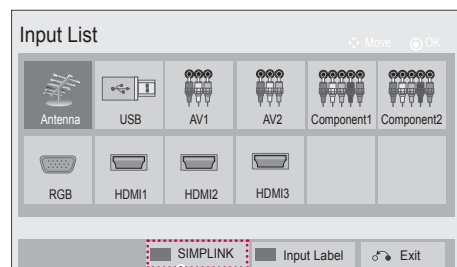 Input List
Move OK
Antenna USB AV1 AV2 Component1 Component2
RGB HDMI1 HDMI2 HDMI3
SIMPLINK Input Label Exit